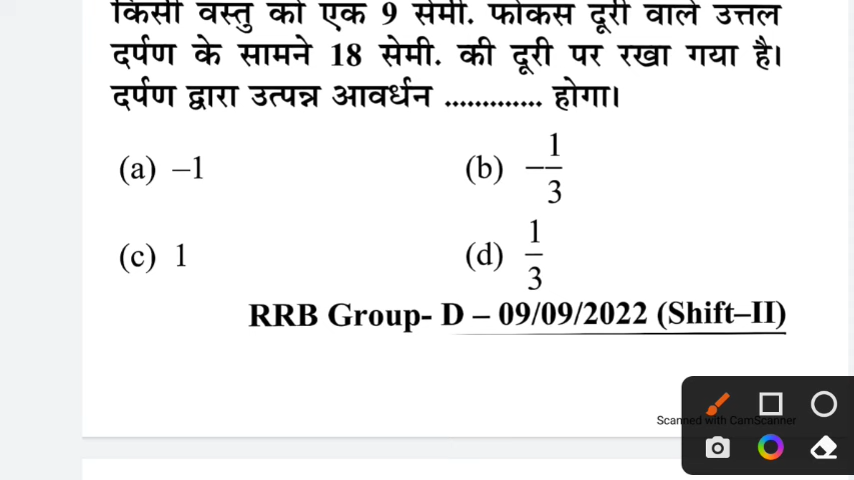 किसी वस्तु को एक 9 सेमी. फोकस दूरी वाले उत्तल
दर्पण के सामने 18 सेमी. की दूरी पर रखा गया है।
दर्पण द्वारा उत्पन्न आवर्धन ............. होगा।
(a) –1 (b) –1/3
(c) 1 (d) 1/3
RRB Group- D – 09/09/2022 (Shift–II)
Scanned with CamScanner